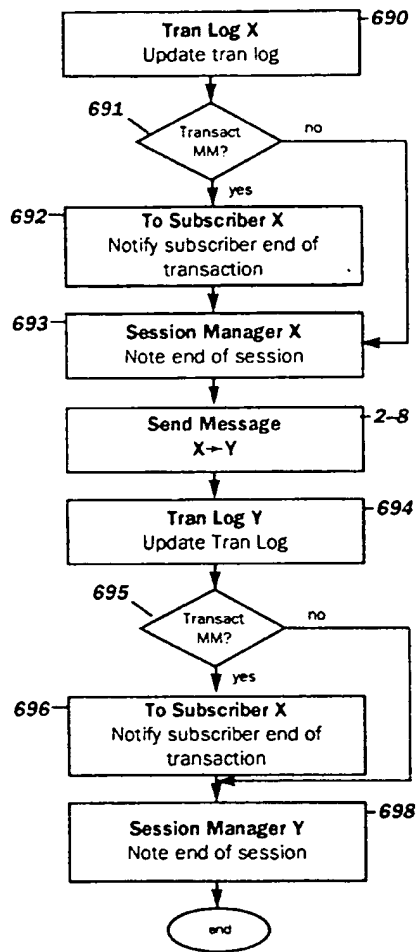 690
Tran Log X
Update tran log
691
Transact
MM?
no
yes
692
To Subscriber X
Notify subscriber end of
transaction
693
Session Manager X
Note end of session
Send Message
X→Y
2-8
Tran Log Y
Update Tran Log
694
695
Transact
MM?
no
yes
696
To Subscriber X
Notify subscriber end of
transaction
Session Manager Y
Note end of session
698
end